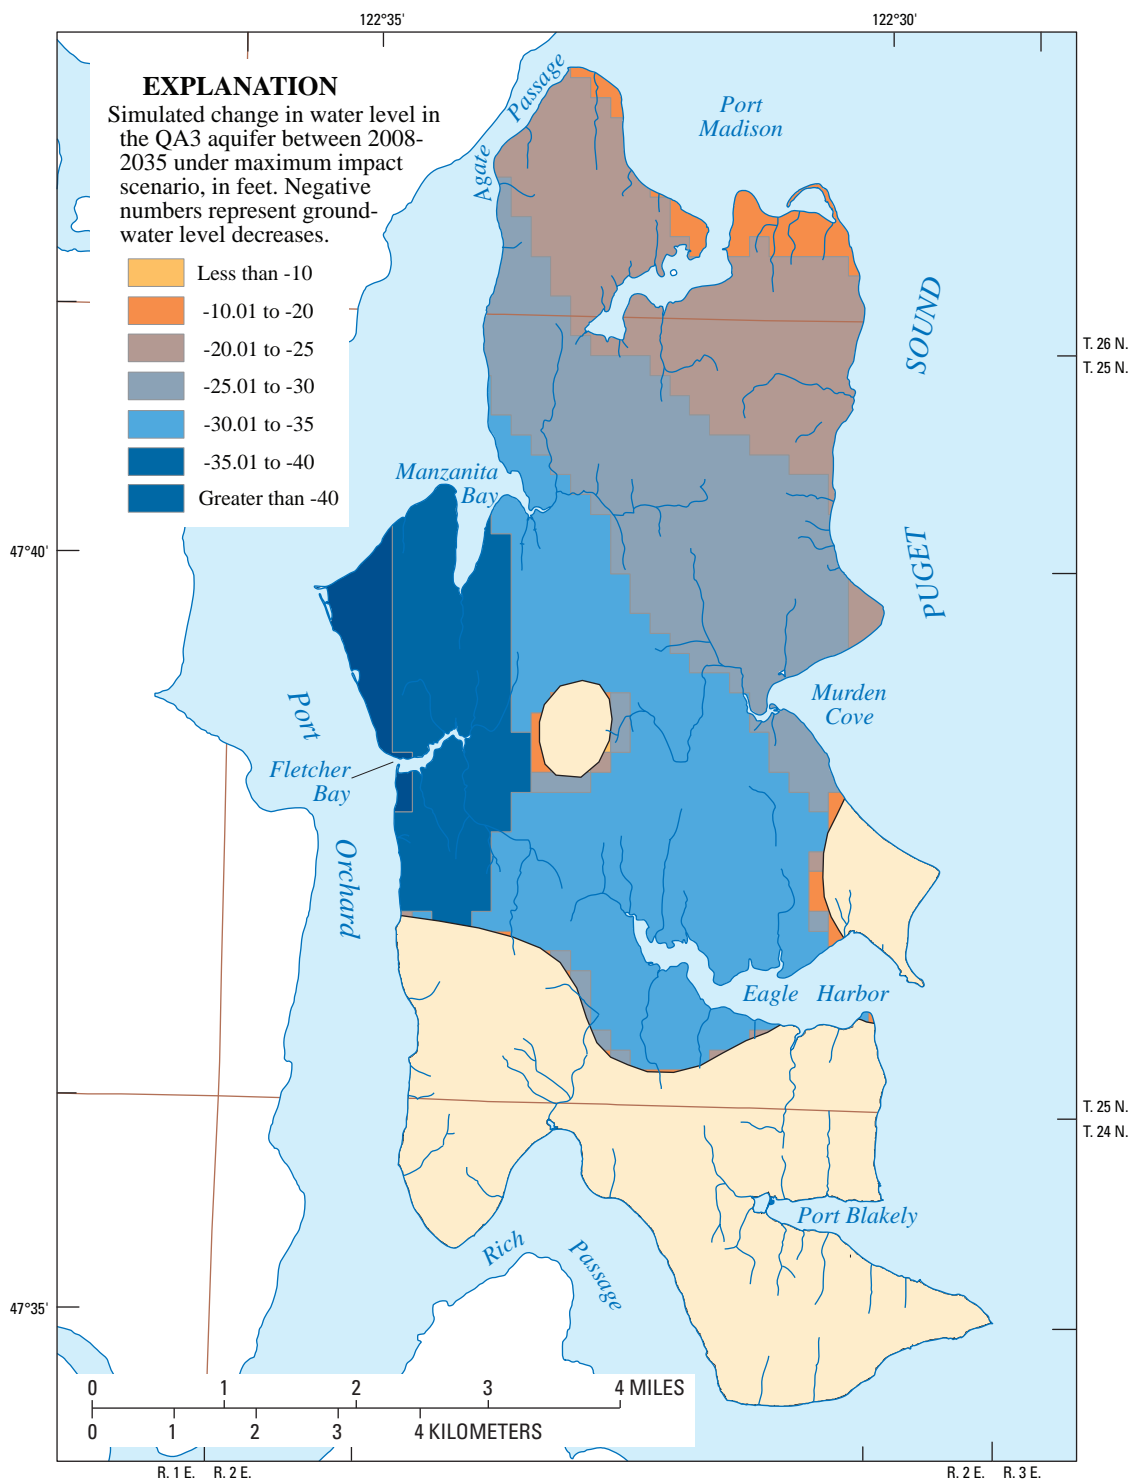 122°35'
122°30'
EXPLANATION
Simulated change in water level in
the QA3 aquifer between 2008-
2035 under maximum impact
scenario, in feet. Negative
numbers represent ground-
water level decreases.
Less than -10
-10.01 to -20
-20.01 to -25
-25.01 to -30
-30.01 to -35
-35.01 to -40
Greater than -40
Agate Passage
Port
Madison
PUGET SOUND
T. 26 N.
T. 25 N.
Manzanita
Bay
47°40'
Murden
Cove
Port Orchard
Fletcher
Bay
Eagle Harbor
T. 25 N.
T. 24 N.
Port Blakely
Rich Passage
47°35'
0 1 2 3 4 MILES
0 1 2 3 4 KILOMETERS
R. 1 E. R. 2 E.
R. 2 E. R. 3 E.